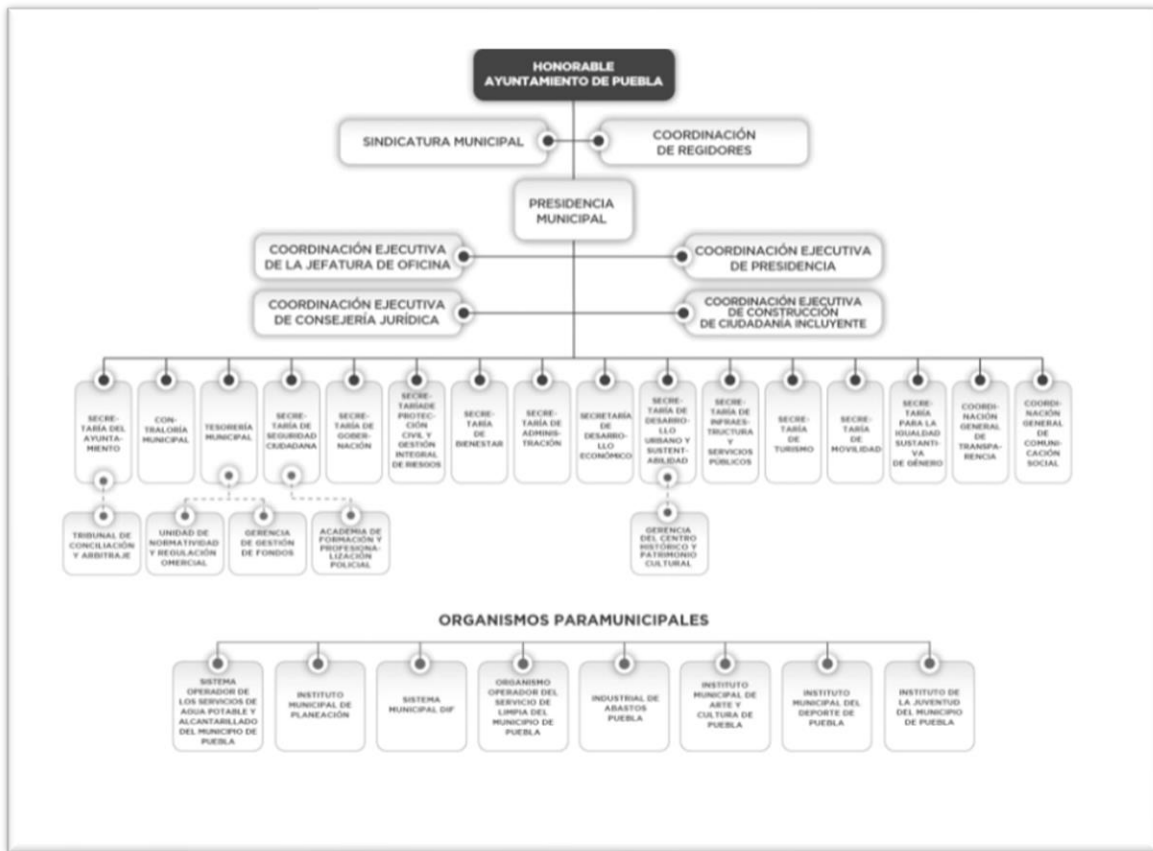 HONORABLE
AYUNTAMIENTO DE PUEBLA
SINDICATURA MUNICIPAL
COORDINACIÓN
DE REGIDORES
PRESIDENCIA
MUNICIPAL
COORDINACIÓN EJECUTIVA
DE LA JEFATURA DE OFICINA
COORDINACIÓN EJECUTIVA
DE PRESIDENCIA
COORDINACIÓN EJECUTIVA
DE CONSEJERÍA JURÍDICA
COORDINACIÓN EJECUTIVA
DE CONSTRUCCIÓN
DE CIUDADANÍA INCLUYENTE
SECRE-
TARÍA DEL
AYUNTA-
MIENTO
CON-
TRALORÍA
MUNICIPAL
TESORERÍA
MUNICIPAL
SECRE-
TARÍA DE
SEGURIDAD
CIUDADANA
SECRE-
TARÍA DE
GOBER-
NACIÓN
SECRE-
TARÍADE
PROTEC-
CIÓN
CIVIL Y
GESTIÓN
INTEGRAL
DE RIESGOS
SECRE-
TARÍA
DE
BIENESTAR
SECRE-
TARÍA DE
ADMINIS-
TRACIÓN
SECRETARÍA
DE
DESARRO-
LLO
ECONÓMICO
SECRE-
TARÍA DE
DESARRO-
LLO
URBANO Y
SUSTENT-
ABILIDAD
SECRE-
TARÍA DE
INFRAES-
TRUCTURA
Y
SERVICIOS
PÚBLICOS
SECRE-
TARÍA
DE
TURISMO
SECRE-
TARÍA
DE
MOVILIDAD
SECRE-
TARÍA
PARA LA
IGUALDAD
SUSTANTI-
VA
DE GÉNERO
COORDI-
NACIÓN
GENERAL
DE
TRANSPA-
RENCIA
COORDI-
NACIÓN
GENERAL
DE
COMUNI-
CACIÓN
SOCIAL
TRIBUNAL DE
CONCILIACIÓN
Y ARBITRAJE
UNIDAD DE
NORMATIVIDAD
Y REGULACIÓN
OMERCIAL
GERENCIA
DE GESTIÓN
DE FONDOS
ACADEMIA DE
FORMACIÓN Y
PROFESIONA-
LIZACIÓN
POLICIAL
GERENCIA
DEL CENTRO
HISTÓRICO Y
PATRIMONIO
CULTURAL
ORGANISMOS PARAMUNICIPALES
SISTEMA
OPERADOR DE
LOS SERVICIOS DE
AGUA POTABLE Y
ALCANTARILLADO
DEL MUNICIPIO DE
PUEBLA
INSTITUTO
MUNICIPAL DE
PLANEACIÓN
SISTEMA
MUNICIPAL DIF
ORGANISMO
OPERADOR DEL
SERVICIO DE
LIMPIA DEL
MUNICIPIO DE
PUEBLA
INDUSTRIAL DE
ABASTOS
PUEBLA
INSTITUTO
MUNICIPAL DE
ARTE Y
CULTURA DE
PUEBLA
INSTITUTO
MUNICIPAL DEL
DEPORTE DE
PUEBLA
INSTITUTO DE
LA JUVENTUD
DEL MUNICIPIO
DE PUEBLA